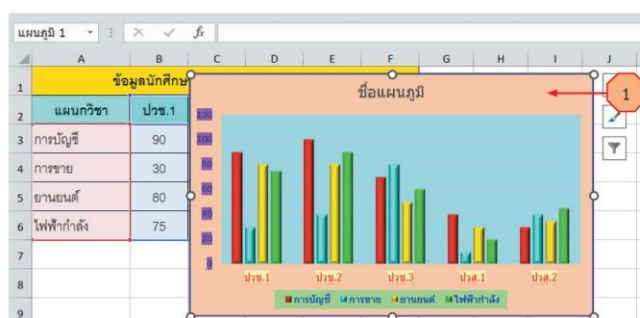 แผนภูมิ 1
fx
A B C D E F G H I J
1 ข้อมูลนักศึกษ
ชื่อแผนภูมิ
1
2 แผนกวิชา ปวช.1
3 การบัญชี 90
4 การขาย 30
5 ยานยนต์ 80
6 ไฟฟ้ากำลัง 75
7
8
9
120
100
80
60
40
20
0
ปวช.1 ปวช.2 ปวช.3 ปวส.1 ปวส.2
การบัญชี การขาย ยานยนต์ ไฟฟ้ากำลัง